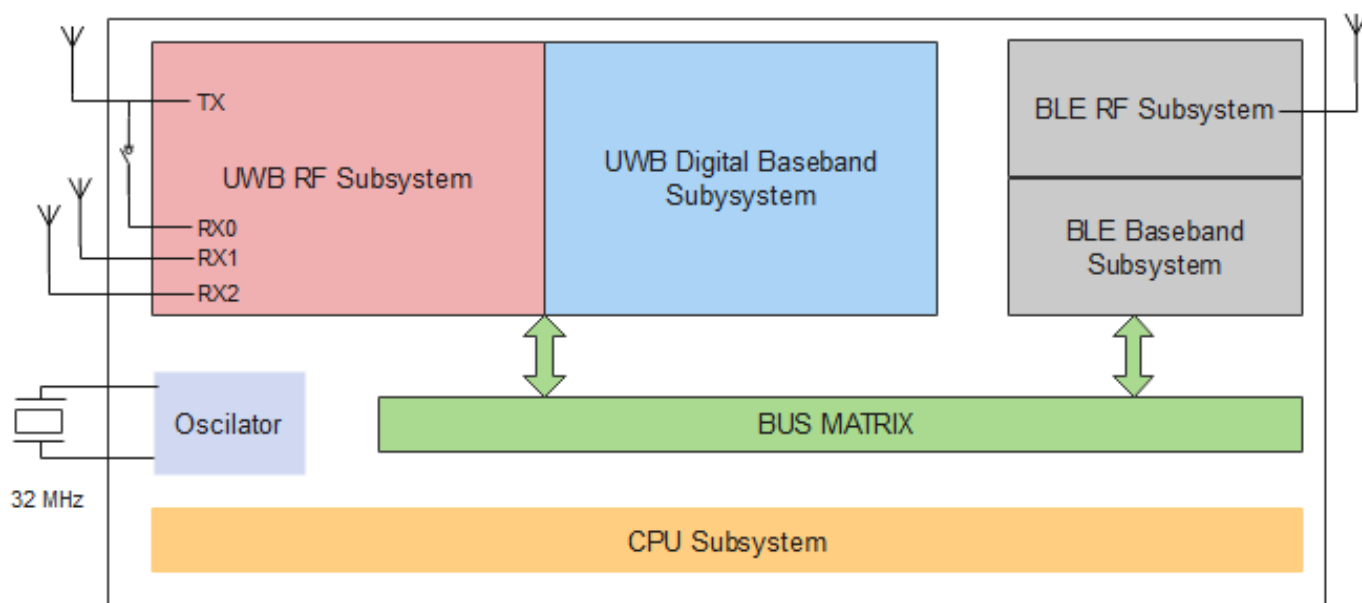 TX
UWB RF Subsystem
RX0
RX1
RX2
UWB Digital Baseband
Subysystem
BLE RF Subsystem
BLE Baseband
Subsystem
Oscilator
32 MHz
BUS MATRIX
CPU Subsystem